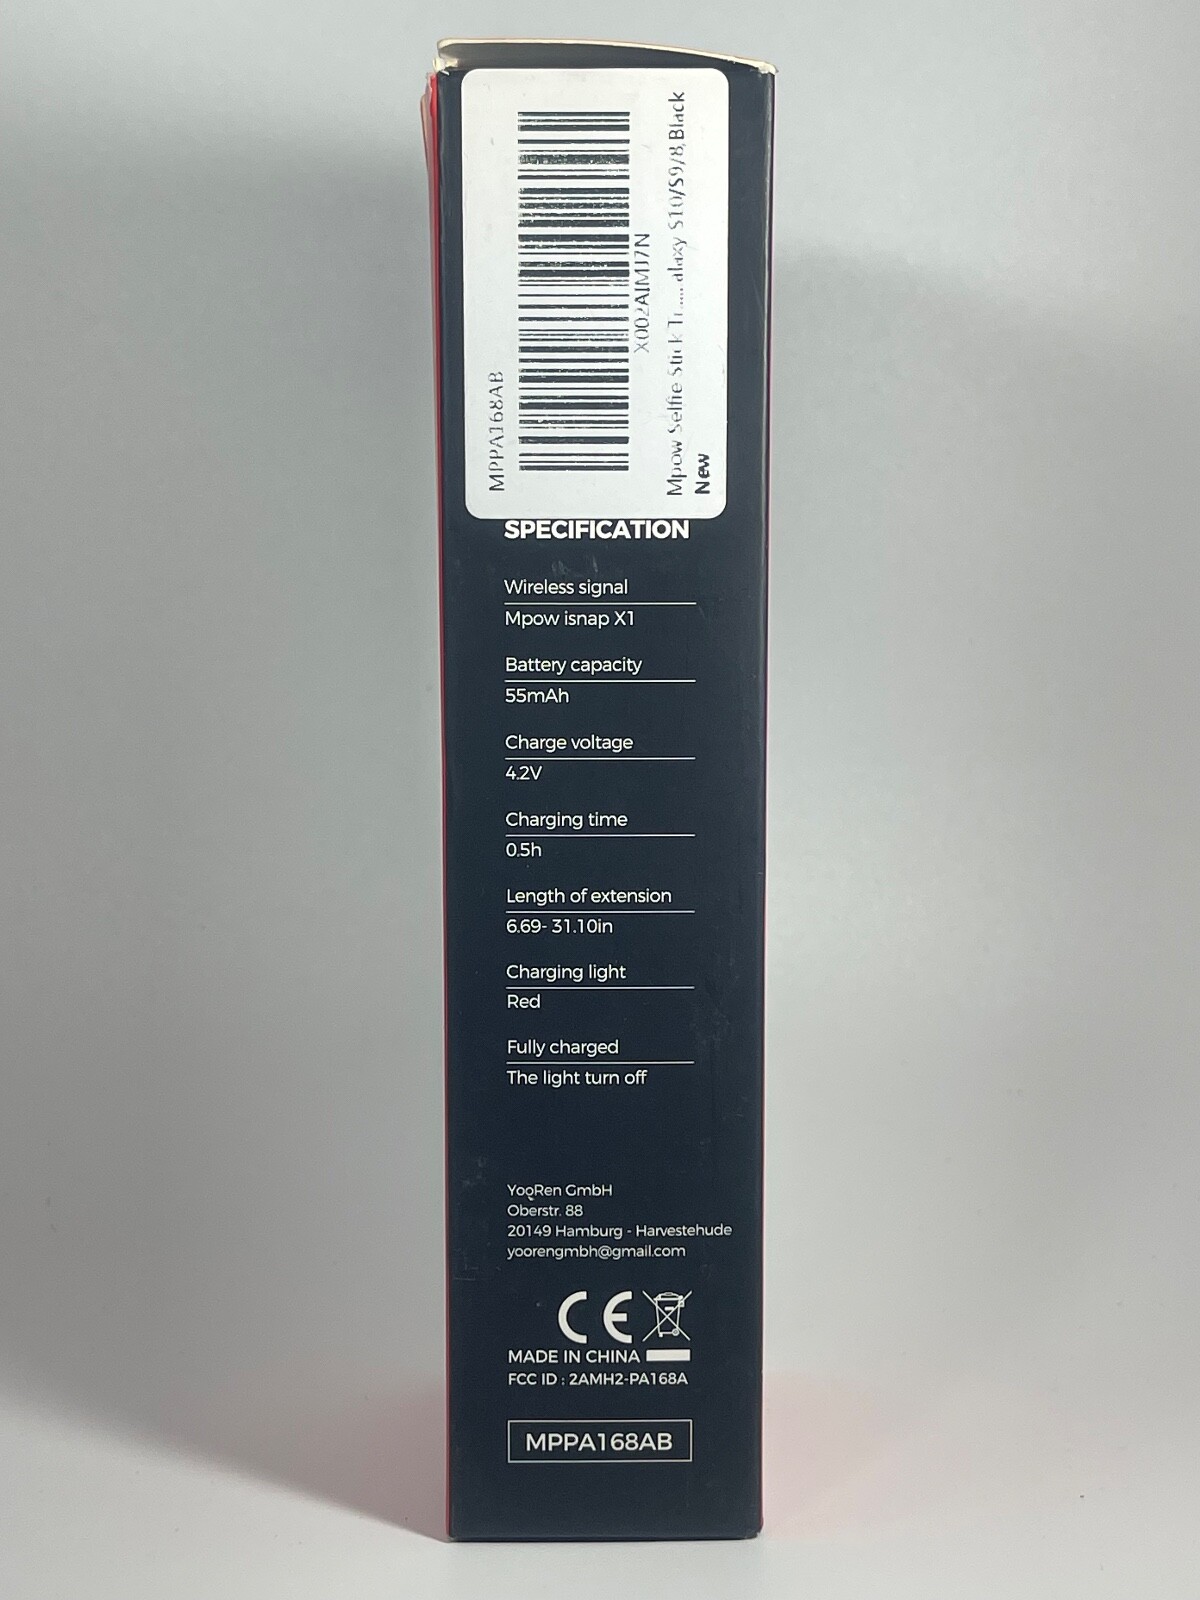 MPPA168AB
Mpow Selfie Stick ..... alaxy S10/S9/8,Black
New
SPECIFICATION
Wireless signal
Mpow isnap X1
Battery capacity
55mAh
Charge voltage
4.2V
Charging time
0.5h
Length of extension
6.69- 31.10in
Charging light
Red
Fully charged
The light turn off
YooRen GmbH
Oberstr. 88
20149 Hamburg - Harvestehude
yoorengmbh@gmail.com
CE
MADE IN CHINA
FCC ID : 2AMH2-PA168A
MPPA168AB